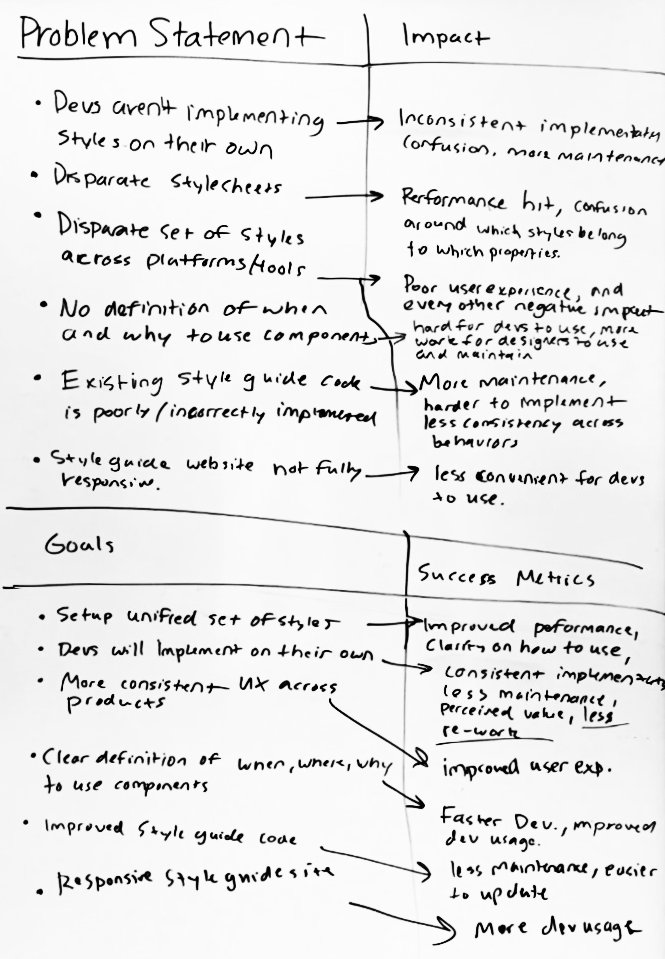 Problem Statement
Impact
• Devs aren't implementing
styles on their own
Inconsistent implementatn
confusion, more maintenance
• Disparate stylesheets
Performance hit, confusion
around which styles belong
to which properties.
• Disparate set of styles
across platforms/tools
Poor user experience, and
every other negative impact
• No definition of when
and why to use components
hard for devs to use, more
work for designers to use
and maintain
• Existing style guide code
is poorly/incorrectly implemented
More maintenance,
harder to implement
less consistency across
behaviors
• Style guide website not fully
responsive.
less convenient for devs
to use.
Goals
Success Metrics
• Setup unified set of styles
Improved peformance,
Clarity on how to use,
• Devs will Implement on their own
Consistent implementatn
less maintenance,
perceived value, less
re-work
• More consistent UX across
products
improved user exp.
• Clear definition of when, where, why
to use components
Faster Dev., improved
dev usage.
• Improved Style guide code
less maintenance, easier
to update
• Responsive Style guide site
More dev usage